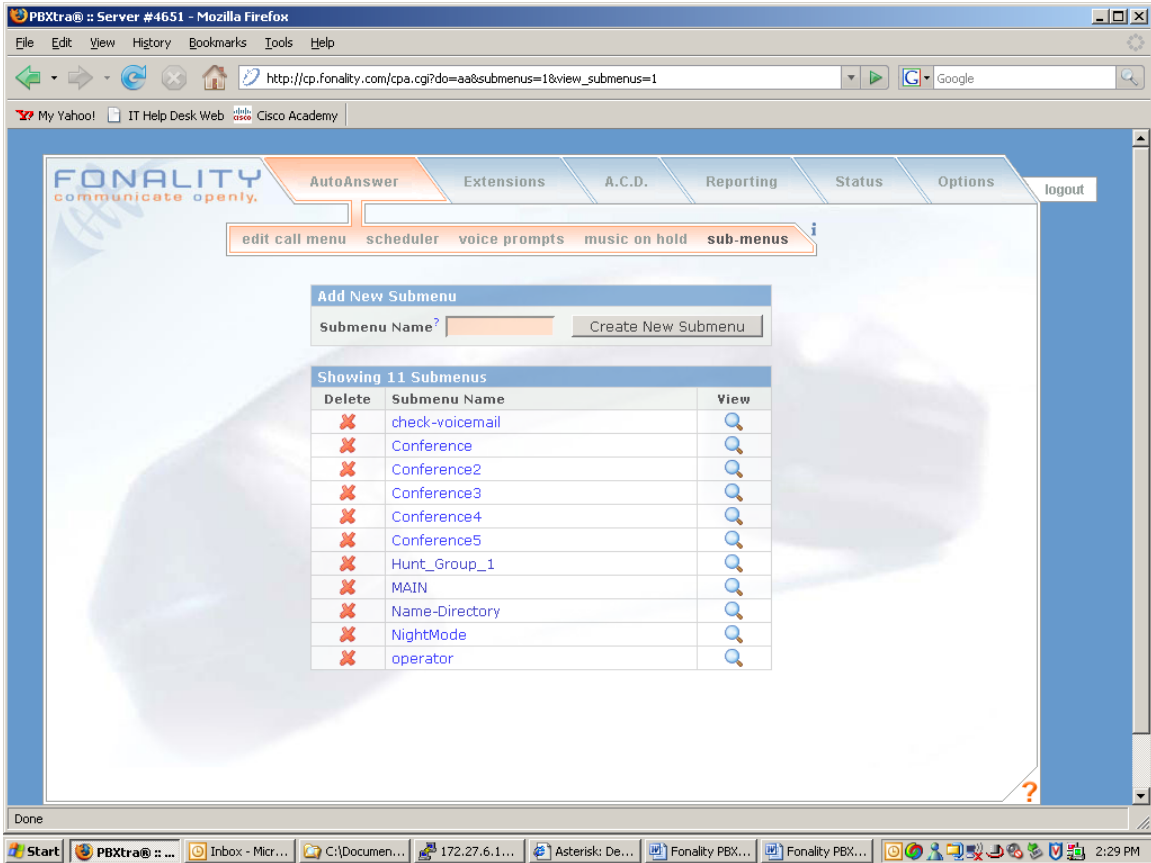 PBXtra® :: Server #4651 - Mozilla Firefox
File Edit View History Bookmarks Tools Help
http://cp.fonality.com/cpa.cgi?do=aa&submenus=1&view_submenus=1
G Google
My Yahoo! IT Help Desk Web Cisco Academy
FONALITY
communicate openly.
AutoAnswer Extensions A.C.D. Reporting Status Options logout
edit call menu scheduler voice prompts music on hold sub-menus i
Add New Submenu
Submenu Name? Create New Submenu
Showing 11 Submenus
Delete Submenu Name View
check-voicemail
Conference
Conference2
Conference3
Conference4
Conference5
Hunt_Group_1
MAIN
Name-Directory
NightMode
operator
?
Done
Start PBXtra® :: ... Inbox - Micr... C:\Documen... 172.27.6.1... Asterisk: De... Fonality PBX... Fonality PBX... 2:29 PM